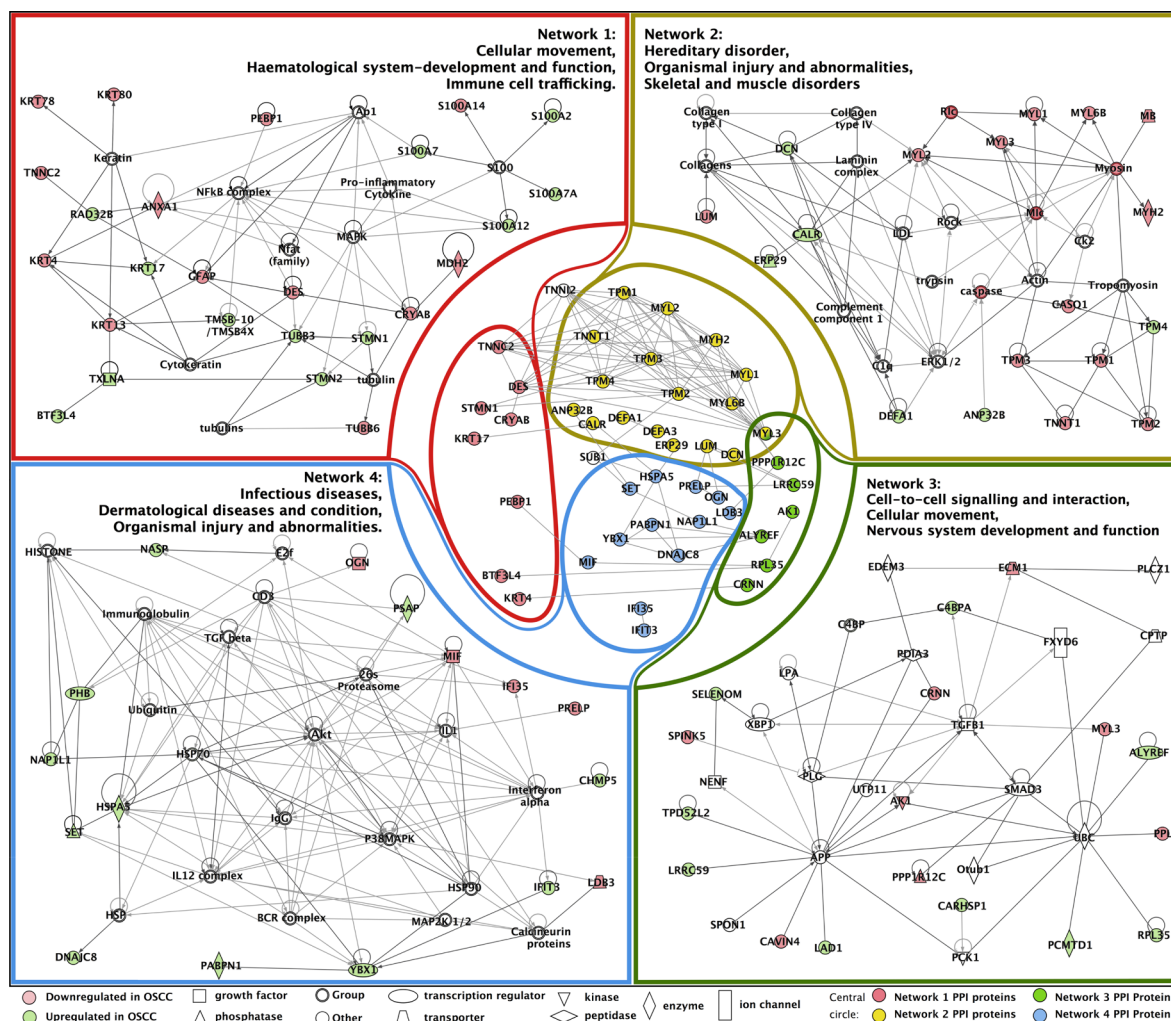 Network 1:
Cellular movement,
Haematological system-development and function,
Immune cell trafficking.
KRT78
KRT80
PEBP1
Ap1
S100A14
S100A2
S100A7
Keratin
S100
TNNC2
NFkB complex
Pro-inflammatory
Cytokine
S100A7A
ANXA1
RAD32B
S100A12
MAPK
Nfat
(family)
MDH2
KRT4
KRT17
GFAP
DES
CRYAB
KRT13
TMSB-10
/TMSB4X
TUBB3
STMN1
Cytokeratin
TXLNA
STMN2
tubulin
BTF3L4
tubulins
TUBB6
Network 2:
Hereditary disorder,
Organismal injury and abnormalities,
Skeletal and muscle disorders
Collagen
type I
Collagen
type IV
Rlc
MYL1
MYL6B
MB
DCN
MYL3
MYL2
Collagens
Laminin
complex
Myosin
LUM
Rock
Mlc
MYH2
CALR
LDL
Ck2
ERP29
trypsin
Actin
Tropomyosin
caspase
CASQ1
Complement
component 1
TPM4
C1q
ERK1/2
TPM3
TPM1
DEFA1
ANP32B
TNNT1
TPM2
TNNI2
TPM1
MYL2
TNNT1
MYH2
TNNC2
TPM3
DES
TPM4
MYL1
TPM2
MYL6B
STMN1
ANP32B
DEFA1
CRYAB
CALR
DEFA3
MYL3
KRT17
ERP29
LUM
DCN
SUB1
PPP1R12C
HSPA5
SET
PRELP
LRRC59
OGN
PEBP1
LDB3
AK1
PABPN1
NAP1L1
YBX1
ALYREF
DNAJC8
MIF
RPL35
BTF3L4
CRNN
KRT4
IFI35
IFIT3
Network 4:
Infectious diseases,
Dermatological diseases and condition,
Organismal injury and abnormalities.
HISTONE
NASP
E2f
OGN
CD3
PSAP
Immunoglobulin
TGF beta
MIF
26s
Proteasome
IFI35
PHB
Ubiquitin
PRELP
Akt
IL1
NAP1L1
HSP70
CHMP5
Interferon
alpha
HSPA5
IgG
SET
P38MAPK
IL12 complex
HSP90
IFIT3
LDB3
HSP
BCR complex
MAP2K 1/2
Calcineurin
proteins
DNAJC8
PABPN1
YBX1
Network 3:
Cell-to-cell signalling and interaction,
Cellular movement,
Nervous system development and function
EDEM3
ECM1
PLCZ1
C4BPA
C4BP
FXYD6
CPTP
PDIA3
LPA
SELENOM
CRNN
XBP1
TGFB1
MYL3
SPINK5
ALYREF
NENF
PLG
UTP11
SMAD3
AK1
TPD52L2
UBC
PPL
APP
LRRC59
PPP1R12C
Otub1
CARHSP1
SPON1
CAVIN4
LAD1
PCK1
PCMTD1
RPL35
Downregulated in OSCC
growth factor
Group
transcription regulator
kinase
enzyme
ion channel
Central
Network 1 PPI proteins
Network 3 PPI Proteins
Upregulated in OSCC
phosphatase
Other
transporter
peptidase
circle:
Network 2 PPI proteins
Network 4 PPI Proteins